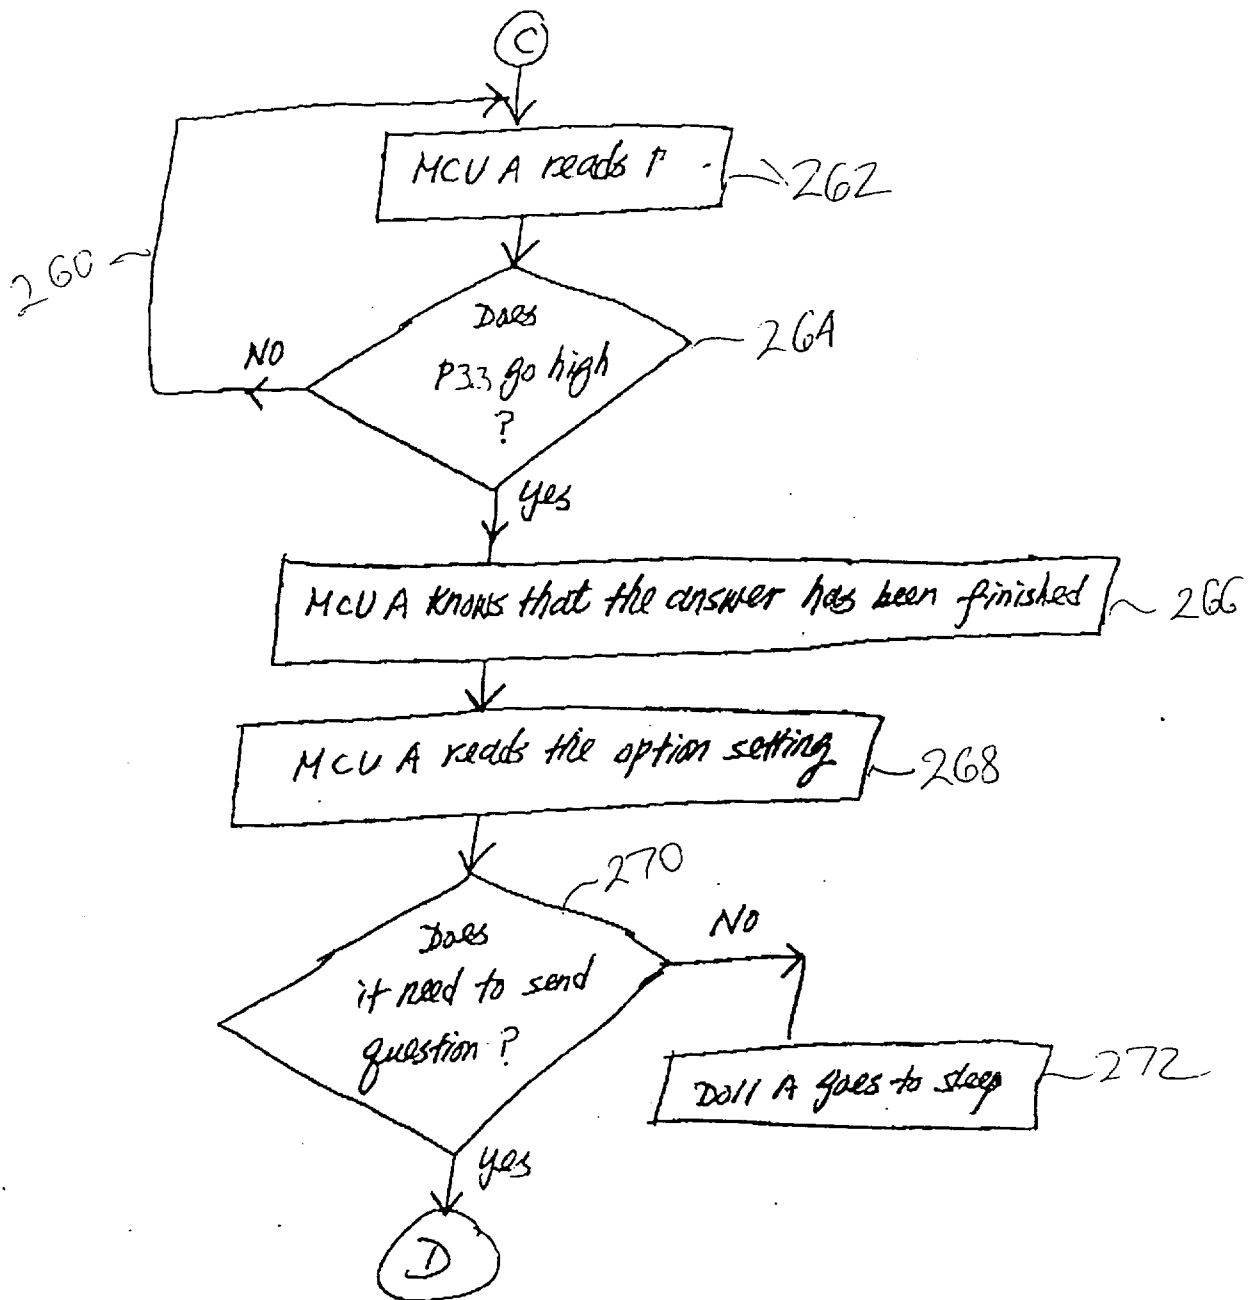 C
MCU A reads P
262
260
Does
P3.3 go high
?
264
NO
yes
MCU A knows that the answer has been finished
266
MCU A reads the option setting
268
270
Does
it need to send
question ?
NO
Doll A goes to sleep
272
yes
D